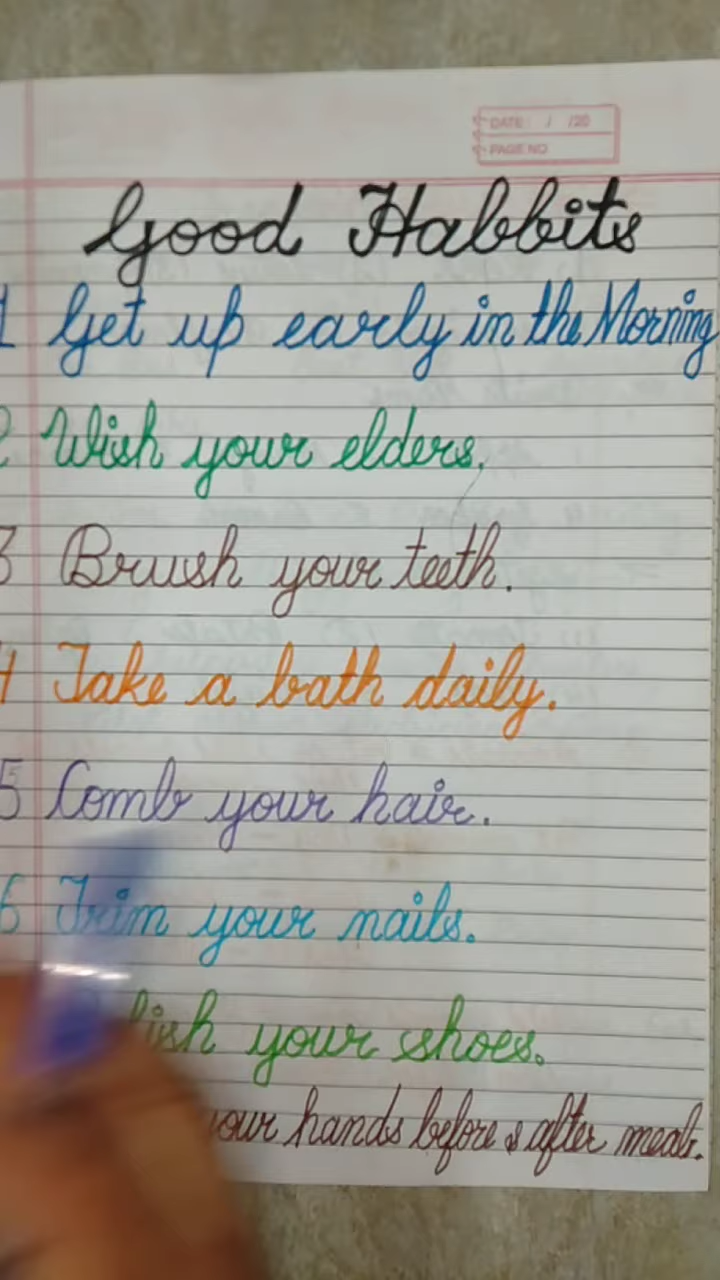 DATE: / /20
PAGE NO
Good Habbits
1 Get up early in the Morning
2 Wish your elders.
3 Brush your teeth.
4 Take a bath daily.
5 Comb your hair.
6 Trim your nails.
your shoes.
your hands before & after meals.